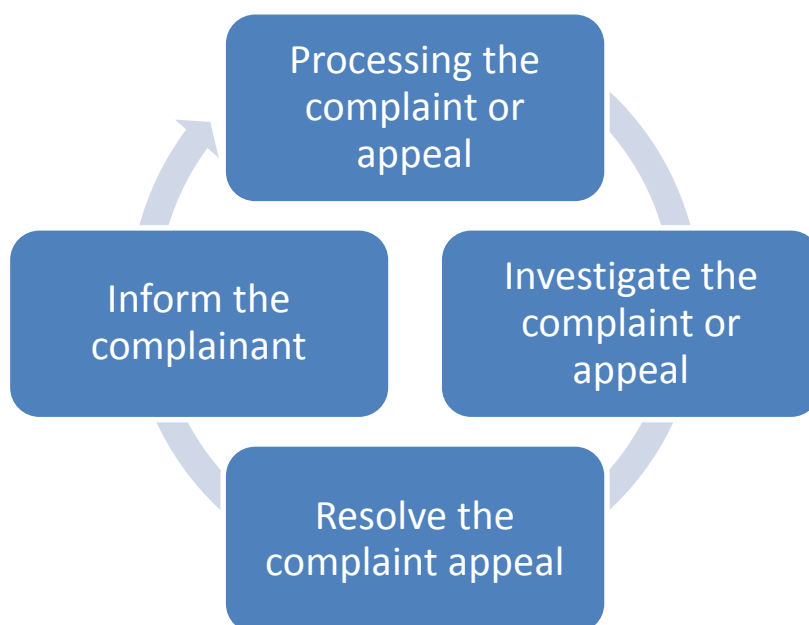 Processing the
complaint or
appeal
Investigate the
complaint or
appeal
Resolve the
complaint appeal
Inform the
complainant